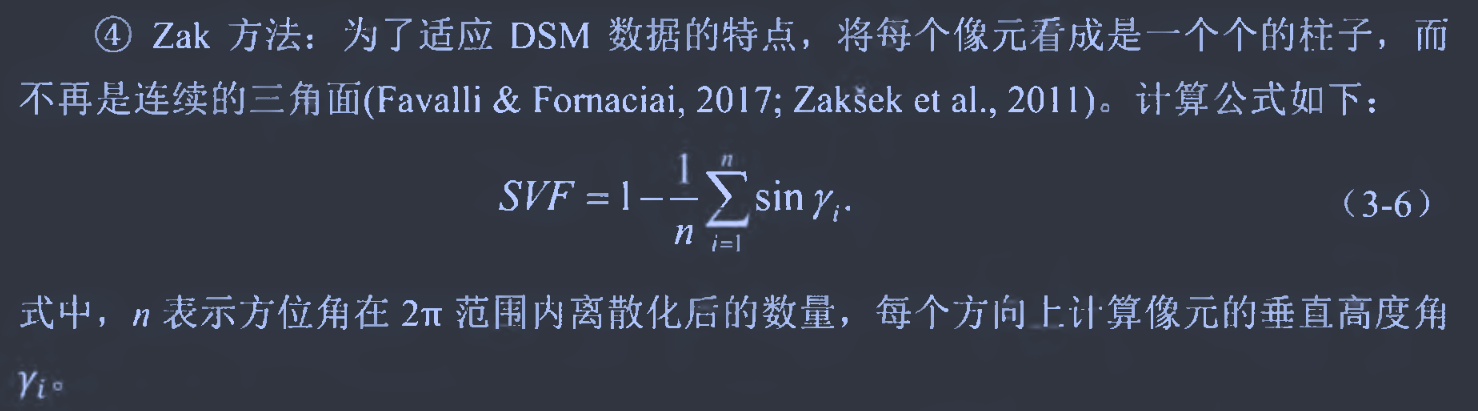 ④ Zak 方法：为了适应 DSM 数据的特点，将每个像元看成是一个个的柱子，而
不再是连续的三角面(Favalli & Fornaciai, 2017; Zakšek et al., 2011)。计算公式如下：
SVF = 1 − \frac{1}{n} \sum_{i=1}^{n} \sin γ_i. （3-6）
式中，n 表示方位角在 2π 范围内离散化后的数量，每个方向上计算像元的垂直高度角
γ_i。